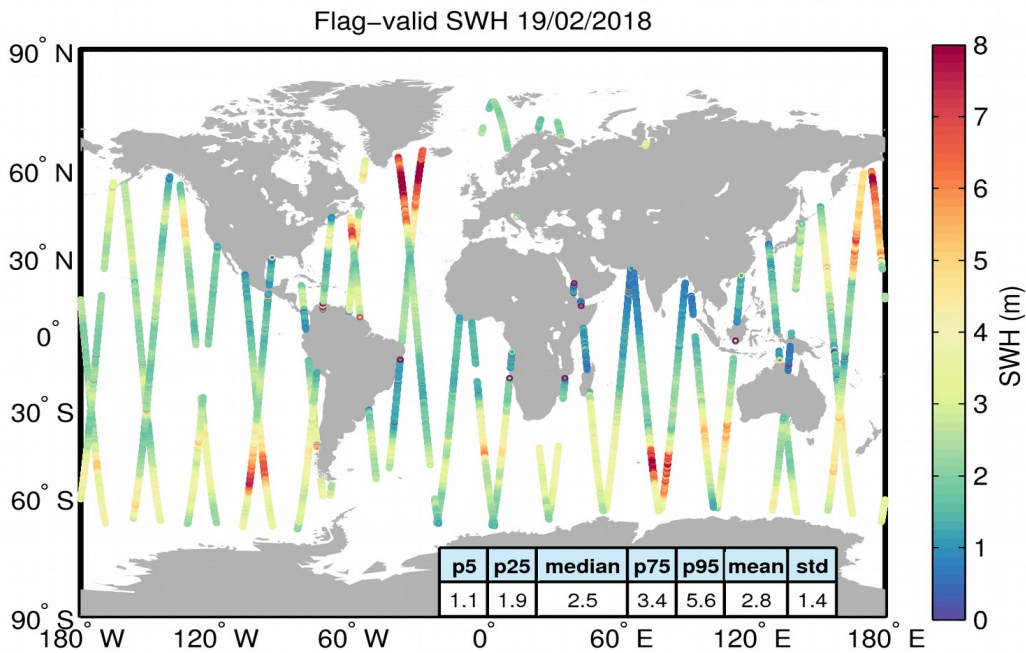 Flag−valid SWH 19/02/2018
90° N
60° N
30° N
0°
30° S
60° S
90° S
180° W
120° W
60° W
0°
60° E
120° E
180° E
p5 p25 median p75 p95 mean std
1.1 1.9 2.5 3.4 5.6 2.8 1.4
8
7
6
5
4
3
2
1
0
SWH (m)